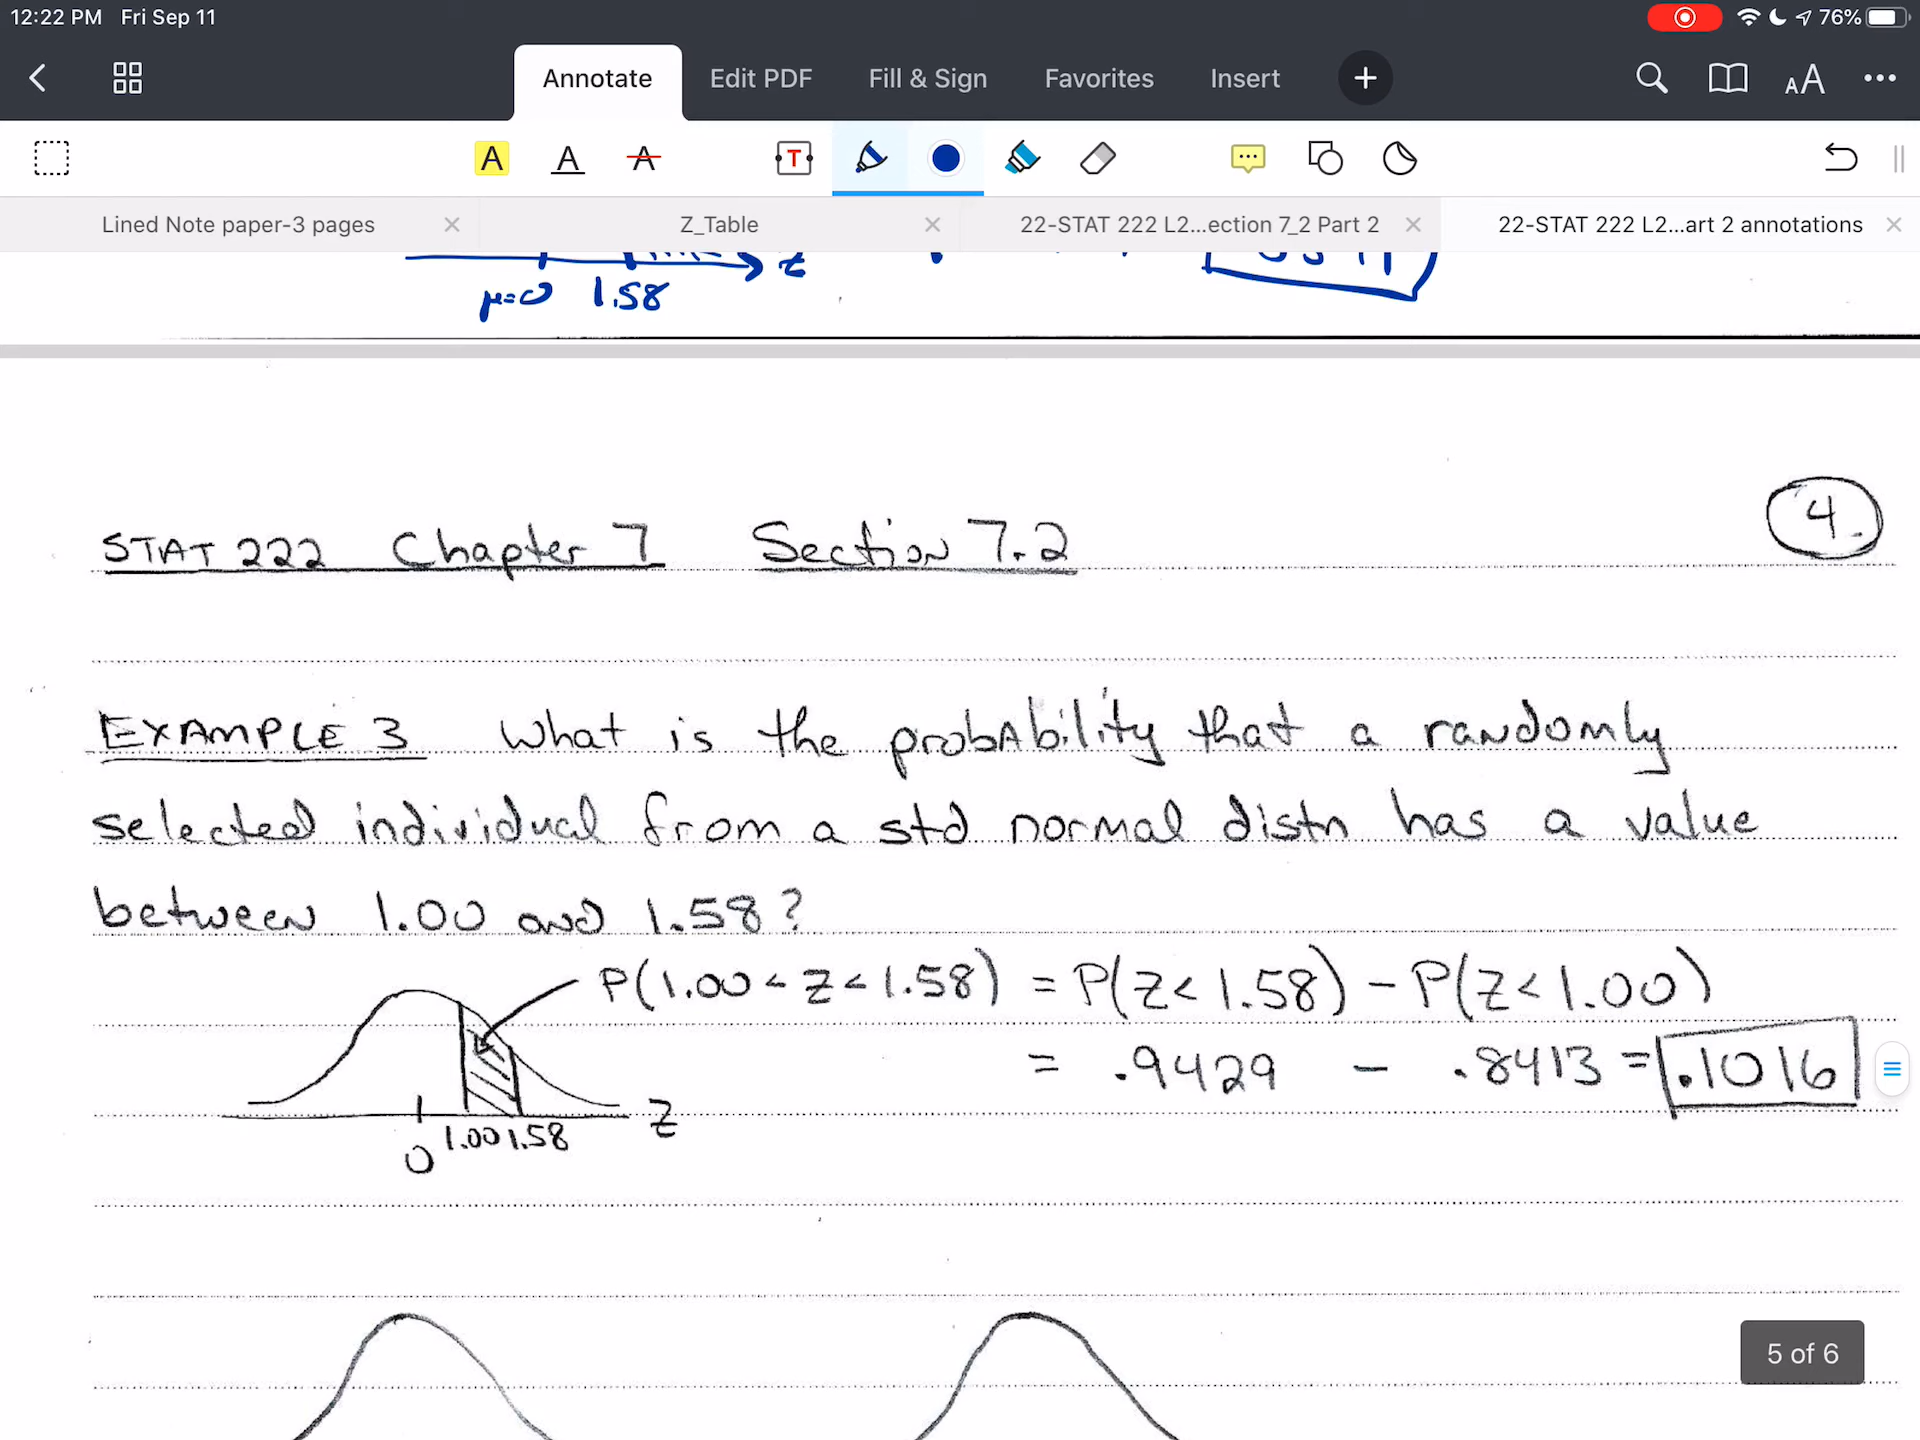 12:22 PM Fri Sep 11
76%
Annotate Edit PDF Fill & Sign Favorites Insert
AA
A A A T
Lined Note paper-3 pages Z_Table 22-STAT 222 L2...ection 7_2 Part 2 22-STAT 222 L2...art 2 annotations
z
μ=0 1.58
4.
STAT 222 Chapter 7 Section 7.2
EXAMPLE 3 What is the probability that a randomly
selected individual from a std normal distn has a value
between 1.00 and 1.58?
P(1.00 < Z < 1.58) = P(Z < 1.58) - P(Z < 1.00)
= .9429 - .8413 = .1016
0 1.00 1.58 Z
5 of 6